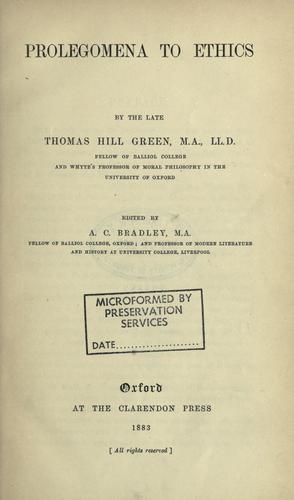 PROLEGOMENA TO ETHICS
BY THE LATE
THOMAS HILL GREEN, M.A., LL.D.
FELLOW OF BALLIOL COLLEGE
AND WHYTE'S PROFESSOR OF MORAL PHILOSOPHY IN THE
UNIVERSITY OF OXFORD
EDITED BY
A. C. BRADLEY, M.A.
FELLOW OF BALLIOL COLLEGE, OXFORD; AND PROFESSOR OF MODERN LITERATURE
AND HISTORY AT UNIVERSITY COLLEGE, LIVERPOOL
MICROFORMED BY
PRESERVATION
SERVICES
DATE......................
Oxford
AT THE CLARENDON PRESS
1883
[ All rights reserved ]